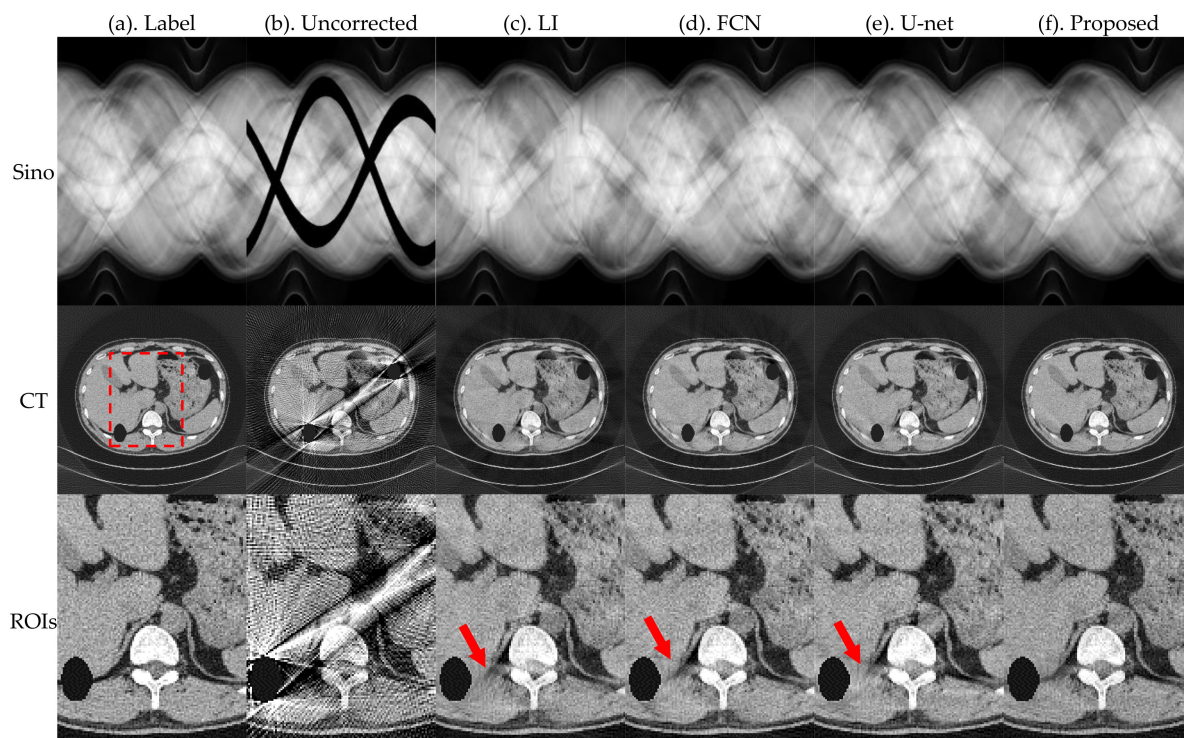 (a). Label (b). Uncorrected (c). LI (d). FCN (e). U-net (f). Proposed
Sino
CT
ROIs